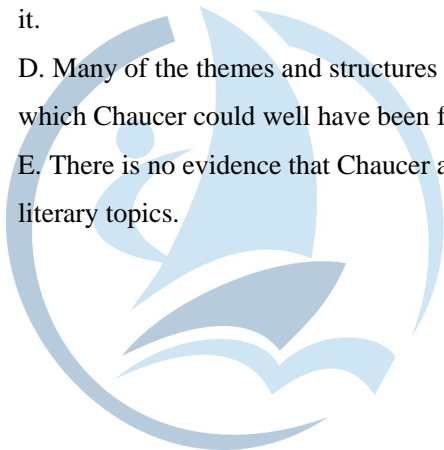 it.
D. Many of the themes and structures
which Chaucer could well have been f
E. There is no evidence that Chaucer a
literary topics.